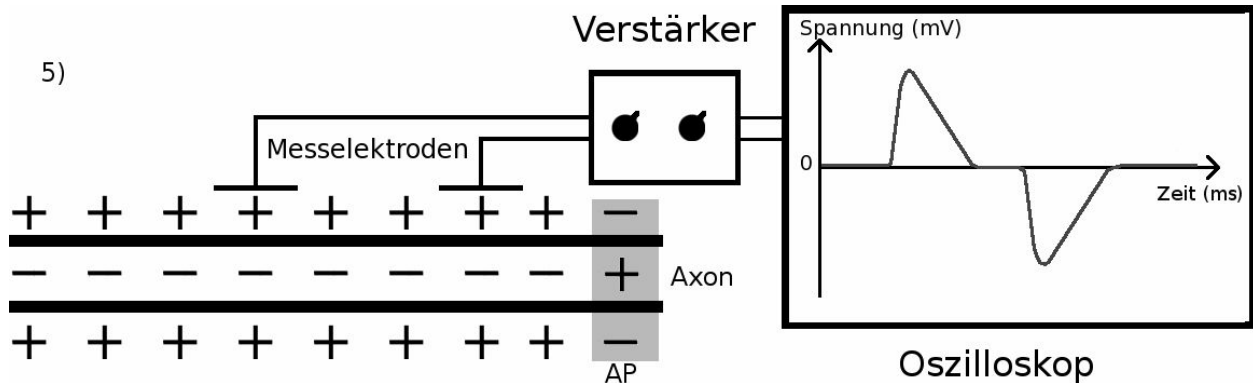 5)
Verstärker
Messelektroden
Spannung (mV)
0
Zeit (ms)
+ + + + + + + + −
− − − − − − − − +
Axon
+ + + + + + + + −
AP
Oszilloskop